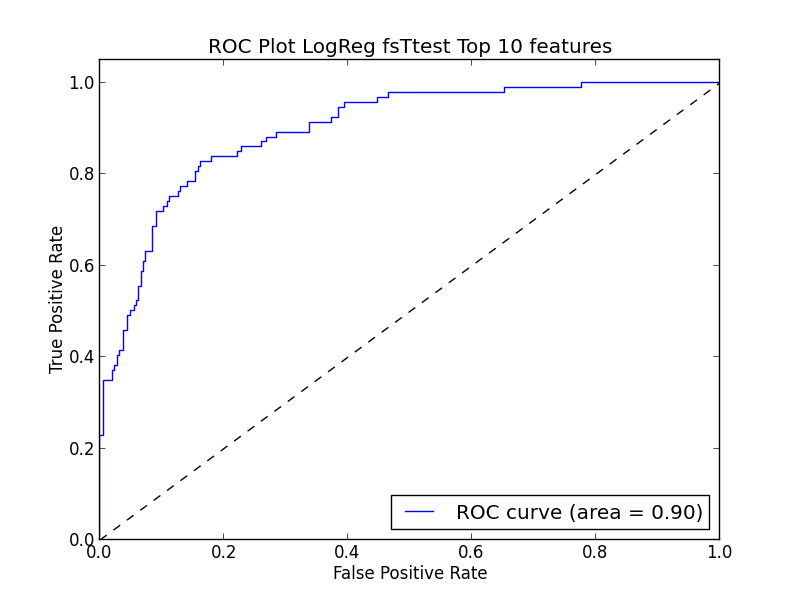 ROC Plot LogReg fsTtest Top 10 features
1.0
0.8
0.6
0.4
0.2
0.0
True Positive Rate
ROC curve (area = 0.90)
0.0 0.2 0.4 0.6 0.8 1.0
False Positive Rate